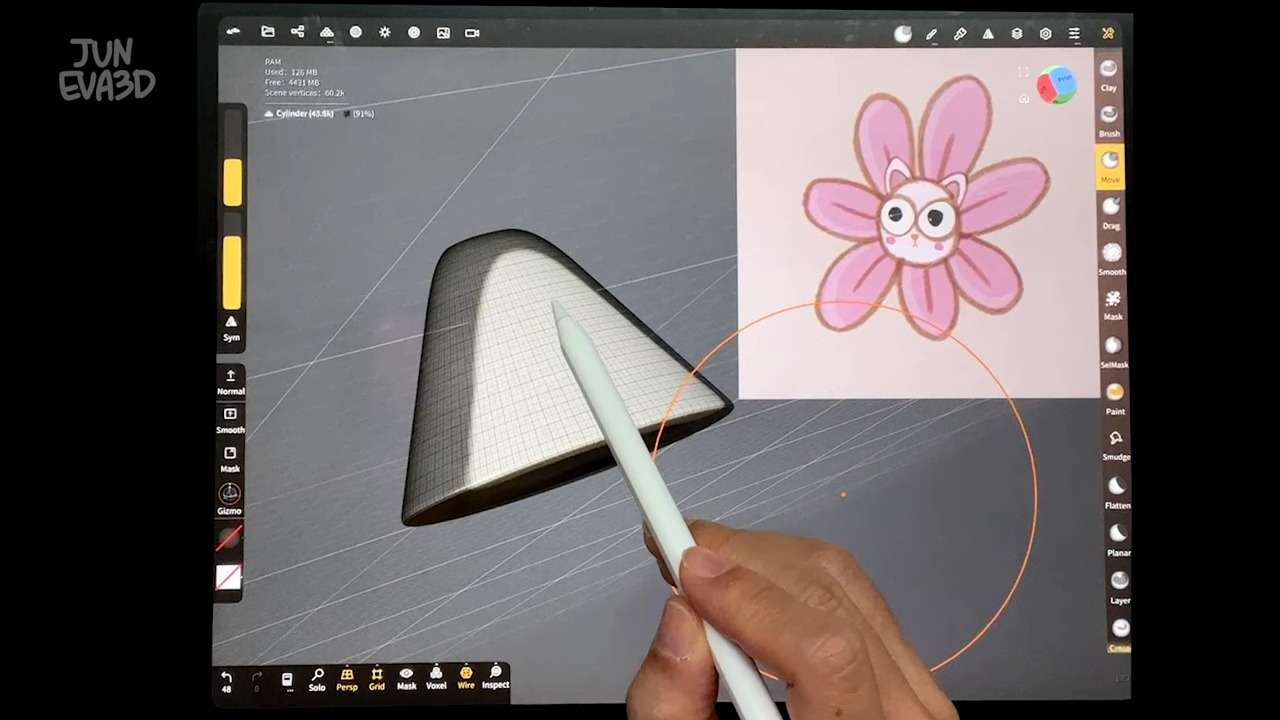 JUN
EVA3D
RAM
Used: 126 MB
Free: 4431 MB
Scene vertices: 60.2k
Cylinder (43.6k) (91%)
Sym
Normal
Smooth
Mask
Gizmo
48
0
Solo
Persp
Grid
Mask
Voxel
Wire
Inspect
Clay
Brush
Move
Drag
Smooth
Mask
SelMask
Paint
Smudge
Flatten
Planar
Layer
Crease